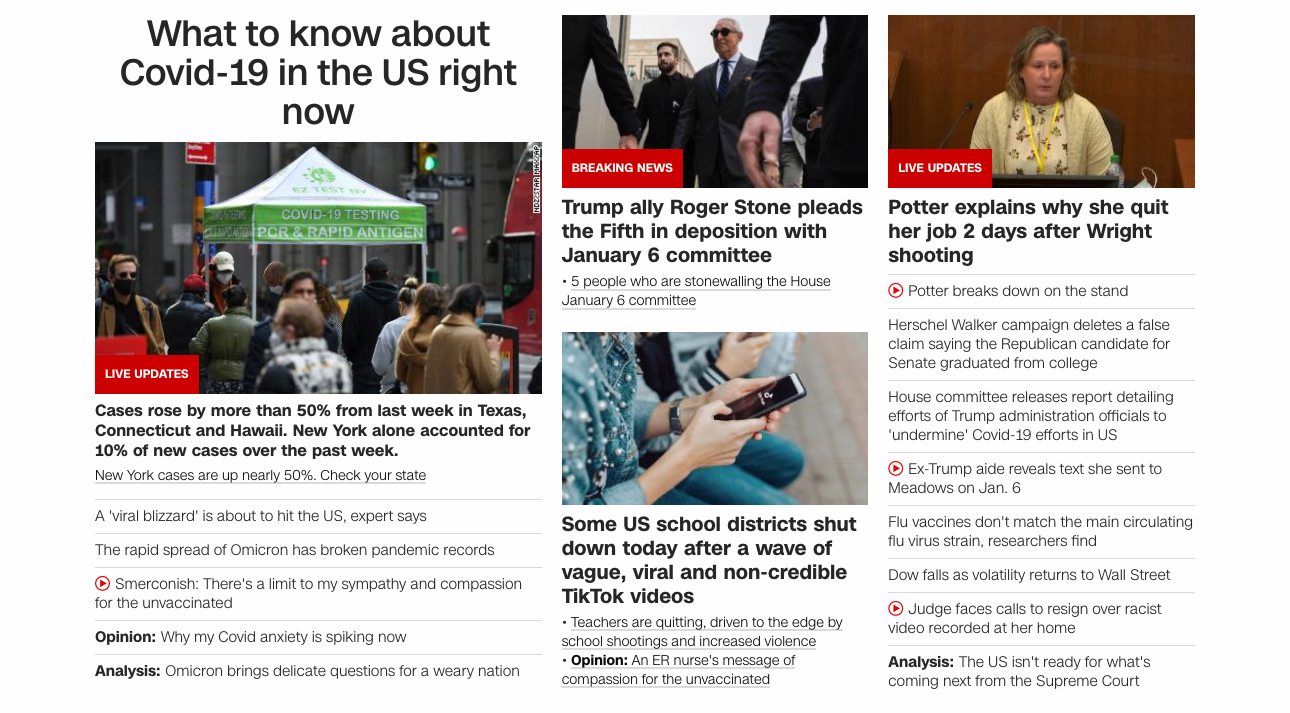 What to know about
Covid-19 in the US right
now
EZ TEST NY
COVID-19 TESTING
PCR & RAPID ANTIGEN
LIVE UPDATES
Cases rose by more than 50% from last week in Texas,
Connecticut and Hawaii. New York alone accounted for
10% of new cases over the past week.
New York cases are up nearly 50%. Check your state
A 'viral blizzard' is about to hit the US, expert says
The rapid spread of Omicron has broken pandemic records
Smerconish: There's a limit to my sympathy and compassion
for the unvaccinated
Opinion: Why my Covid anxiety is spiking now
Analysis: Omicron brings delicate questions for a weary nation
BREAKING NEWS
Trump ally Roger Stone pleads
the Fifth in deposition with
January 6 committee
• 5 people who are stonewalling the House
January 6 committee
Some US school districts shut
down today after a wave of
vague, viral and non-credible
TikTok videos
• Teachers are quitting, driven to the edge by
school shootings and increased violence
• Opinion: An ER nurse's message of
compassion for the unvaccinated
LIVE UPDATES
Potter explains why she quit
her job 2 days after Wright
shooting
Potter breaks down on the stand
Herschel Walker campaign deletes a false
claim saying the Republican candidate for
Senate graduated from college
House committee releases report detailing
efforts of Trump administration officials to
'undermine' Covid-19 efforts in US
Ex-Trump aide reveals text she sent to
Meadows on Jan. 6
Flu vaccines don't match the main circulating
flu virus strain, researchers find
Dow falls as volatility returns to Wall Street
Judge faces calls to resign over racist
video recorded at her home
Analysis: The US isn't ready for what's
coming next from the Supreme Court